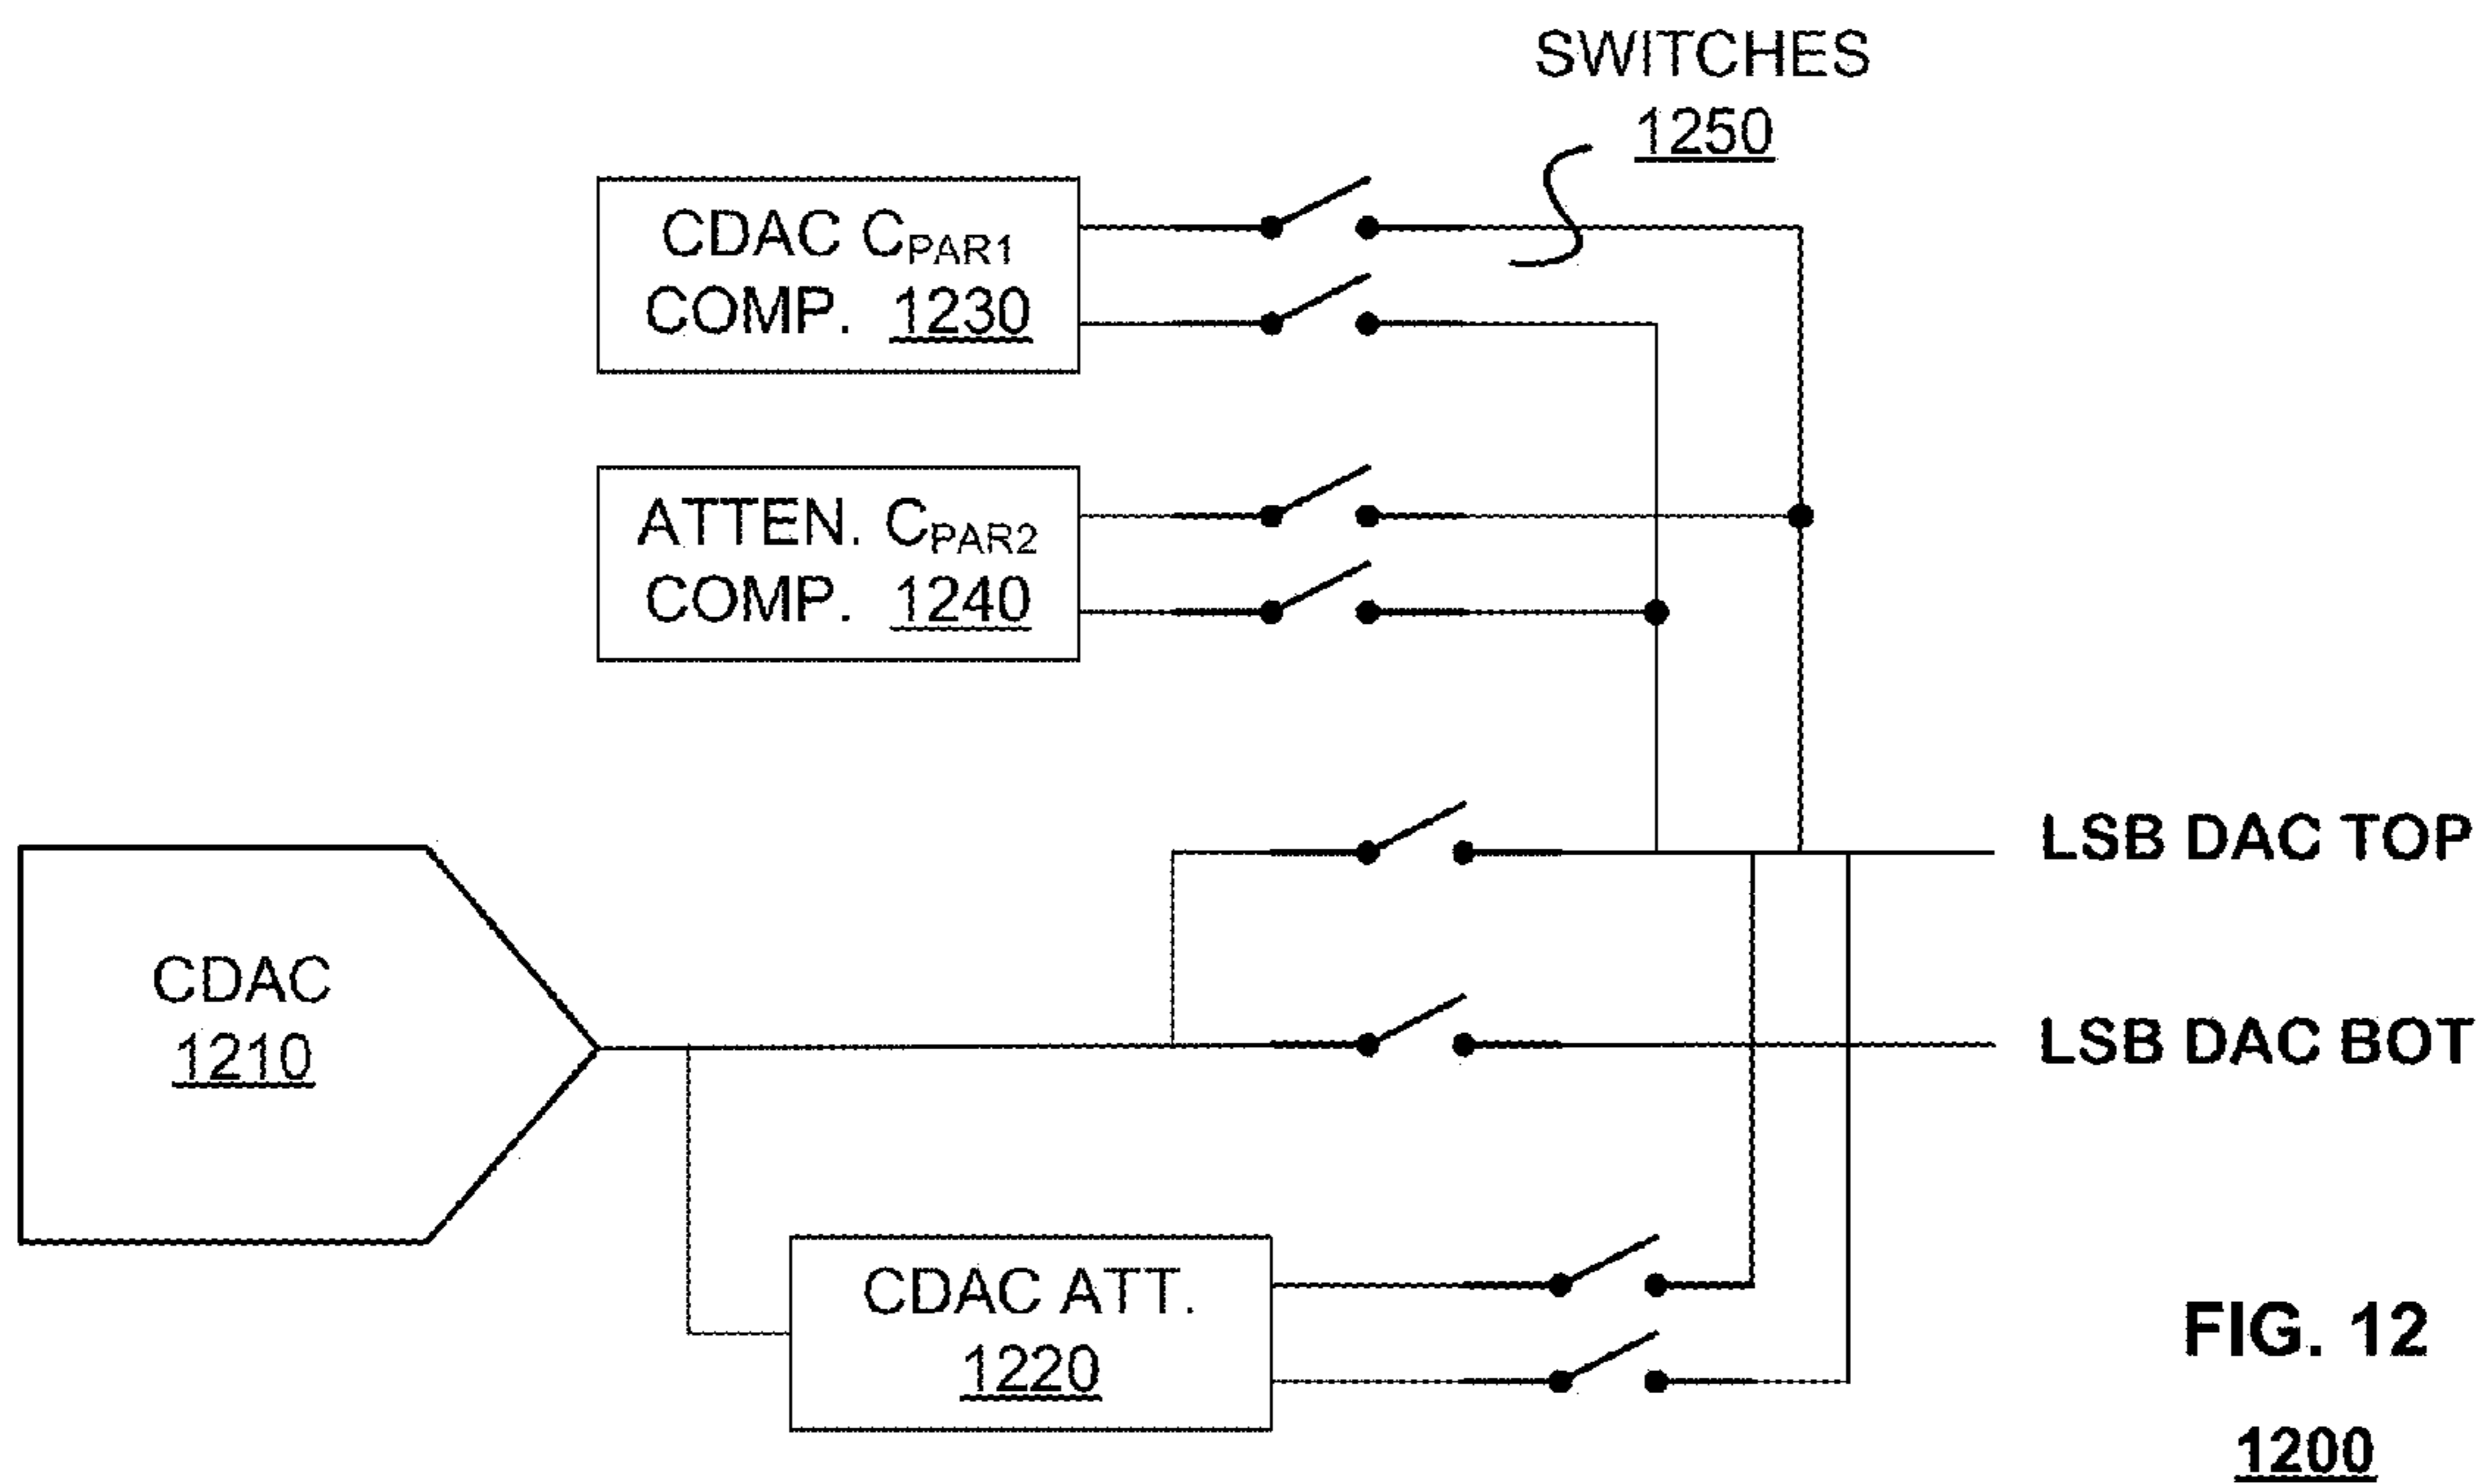 SWITCHES
1250
CDAC CPAR1
COMP. 1230
ATTEN. CPAR2
COMP. 1240
LSB DAC TOP
CDAC
1210
LSB DAC BOT
CDAC ATT.
1220
FIG. 12
1200